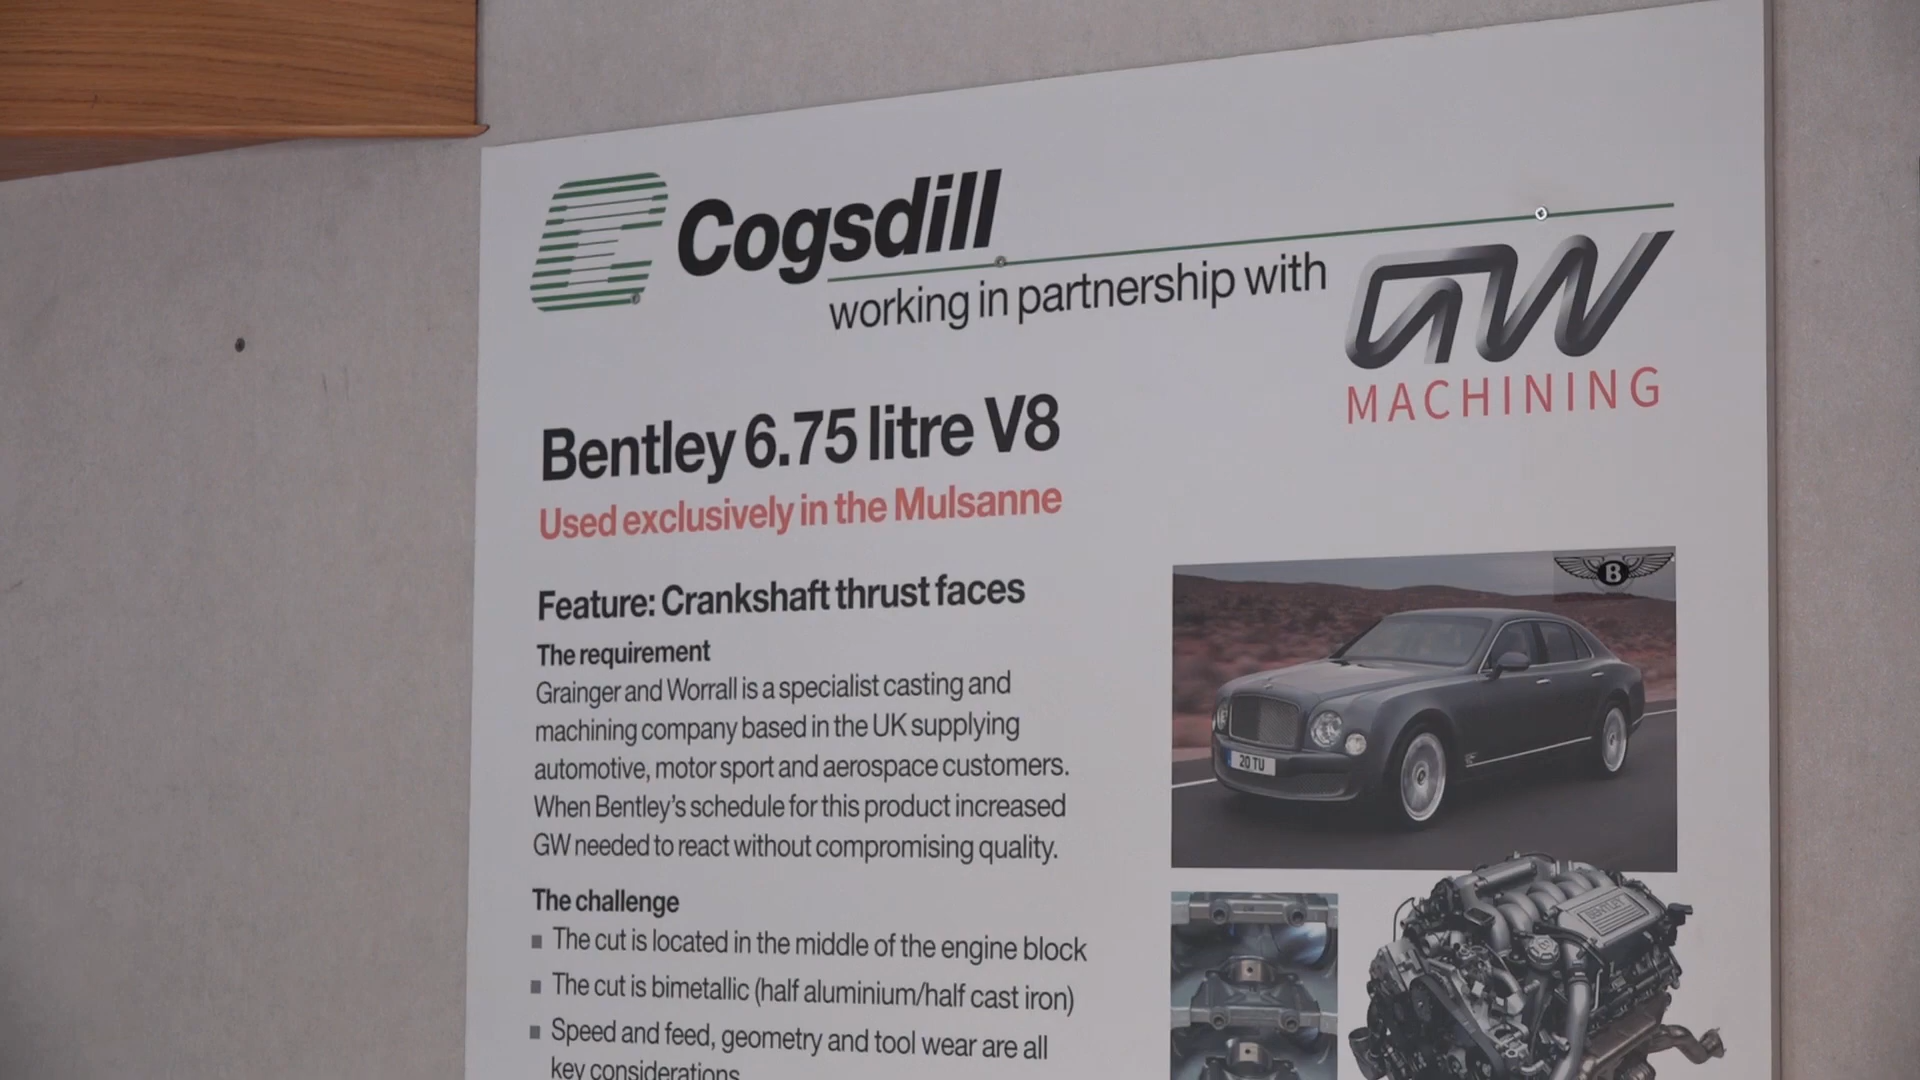 Cogsdill
working in partnership with
GW
MACHINING
Bentley 6.75 litre V8
Used exclusively in the Mulsanne
Feature: Crankshaft thrust faces
The requirement
Grainger and Worrall is a specialist casting and
machining company based in the UK supplying
automotive, motor sport and aerospace customers.
When Bentley's schedule for this product increased
GW needed to react without compromising quality.
The challenge
■ The cut is located in the middle of the engine block
■ The cut is bimetallic (half aluminium/half cast iron)
■ Speed and feed, geometry and tool wear are all
key considerations
B
20 TU
BENTLEY